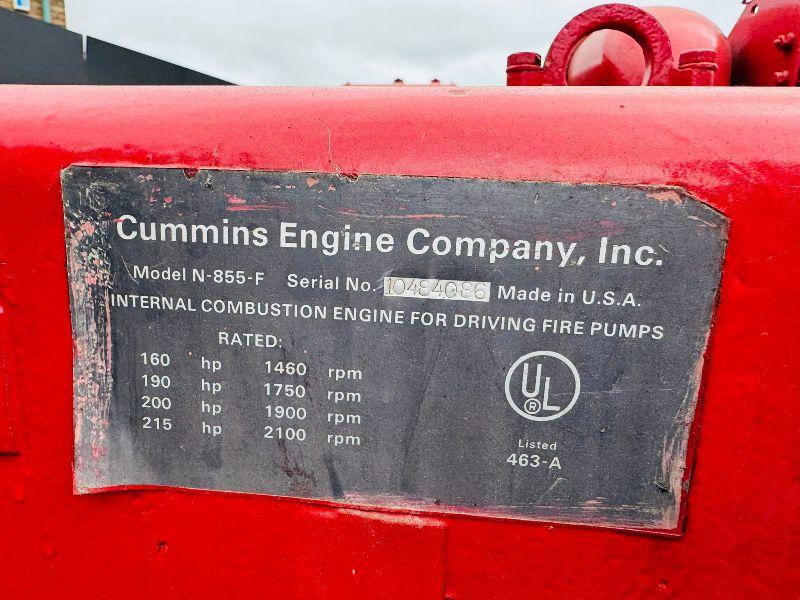 Cummins Engine Company, Inc.
Model N-855-F Serial No. 10484086 Made in U.S.A.
INTERNAL COMBUSTION ENGINE FOR DRIVING FIRE PUMPS
RATED:
160 hp 1460 rpm
190 hp 1750 rpm
200 hp 1900 rpm
215 hp 2100 rpm
UL ®
Listed
463-A